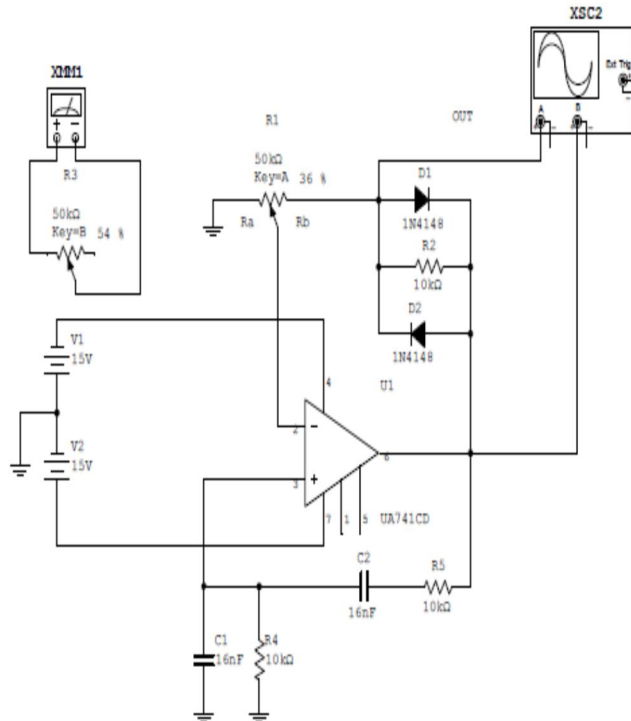 XSC2
Ext Trig
A
B
XMM1
R1
OUT
R3
50kΩ
Key=A 36 %
D1
1N4148
50kΩ
Key=B 54 %
Ra
Rb
R2
10kΩ
D2
1N4148
V1
15V
U1
4
2
6
3
V2
15V
7
1
5
UA741CD
C2
16nF
R5
10kΩ
C1
16nF
R4
10kΩ